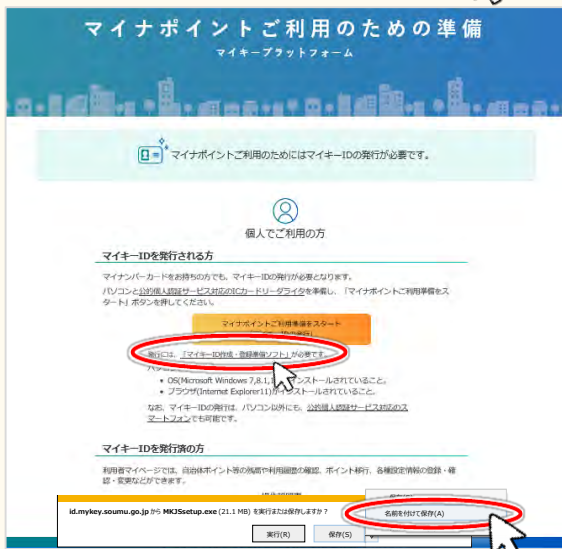 マイナポイントご利用のための準備
マイキープラットフォーム
マイナポイントご利用のためにはマイキーIDの発行が必要です。
個人でご利用の方
マイキーIDを発行される方
マイナンバーカードをお持ちの方でも、マイキーIDの発行が必要となります。
パソコンと公的個人認証サービス対応のICカードリーダライタを準備し、「マイナポイントご利用準備をス
タート」ボタンを押してください。
マイナポイントご利用準備をスタート
発行には、「マイキーID作成・登録準備ソフト」が必要です。
• OS(Microsoft Windows 7,8.1,1 ンストールされていること。
• ブラウザ(Internet Explorer11)がインストールされていること。
なお、マイキーIDの発行は、パソコン以外にも、公的個人認証サービス対応のス
マートフォンでも可能です。
マイキーIDを発行済の方
利用者マイページでは、自治体ポイント等の残高や利用履歴の確認、ポイント移行、各種設定情報の登録・確
認・変更などができます。
id.mykey.soumu.go.jp から MKJSsetup.exe (21.1 MB) を実行または保存しますか?
名前を付けて保存(A)
実行(R)
保存(S)